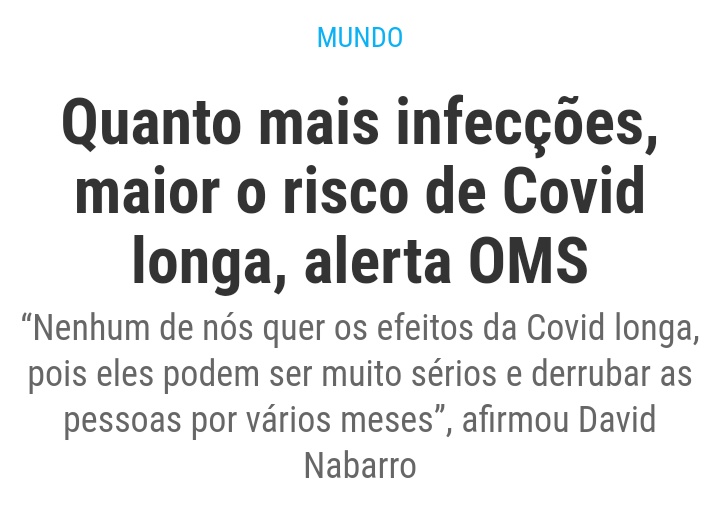 MUNDO
Quanto mais infecções,
maior o risco de Covid
longa, alerta OMS
“Nenhum de nós quer os efeitos da Covid longa,
pois eles podem ser muito sérios e derrubar as
pessoas por vários meses”, afirmou David
Nabarro